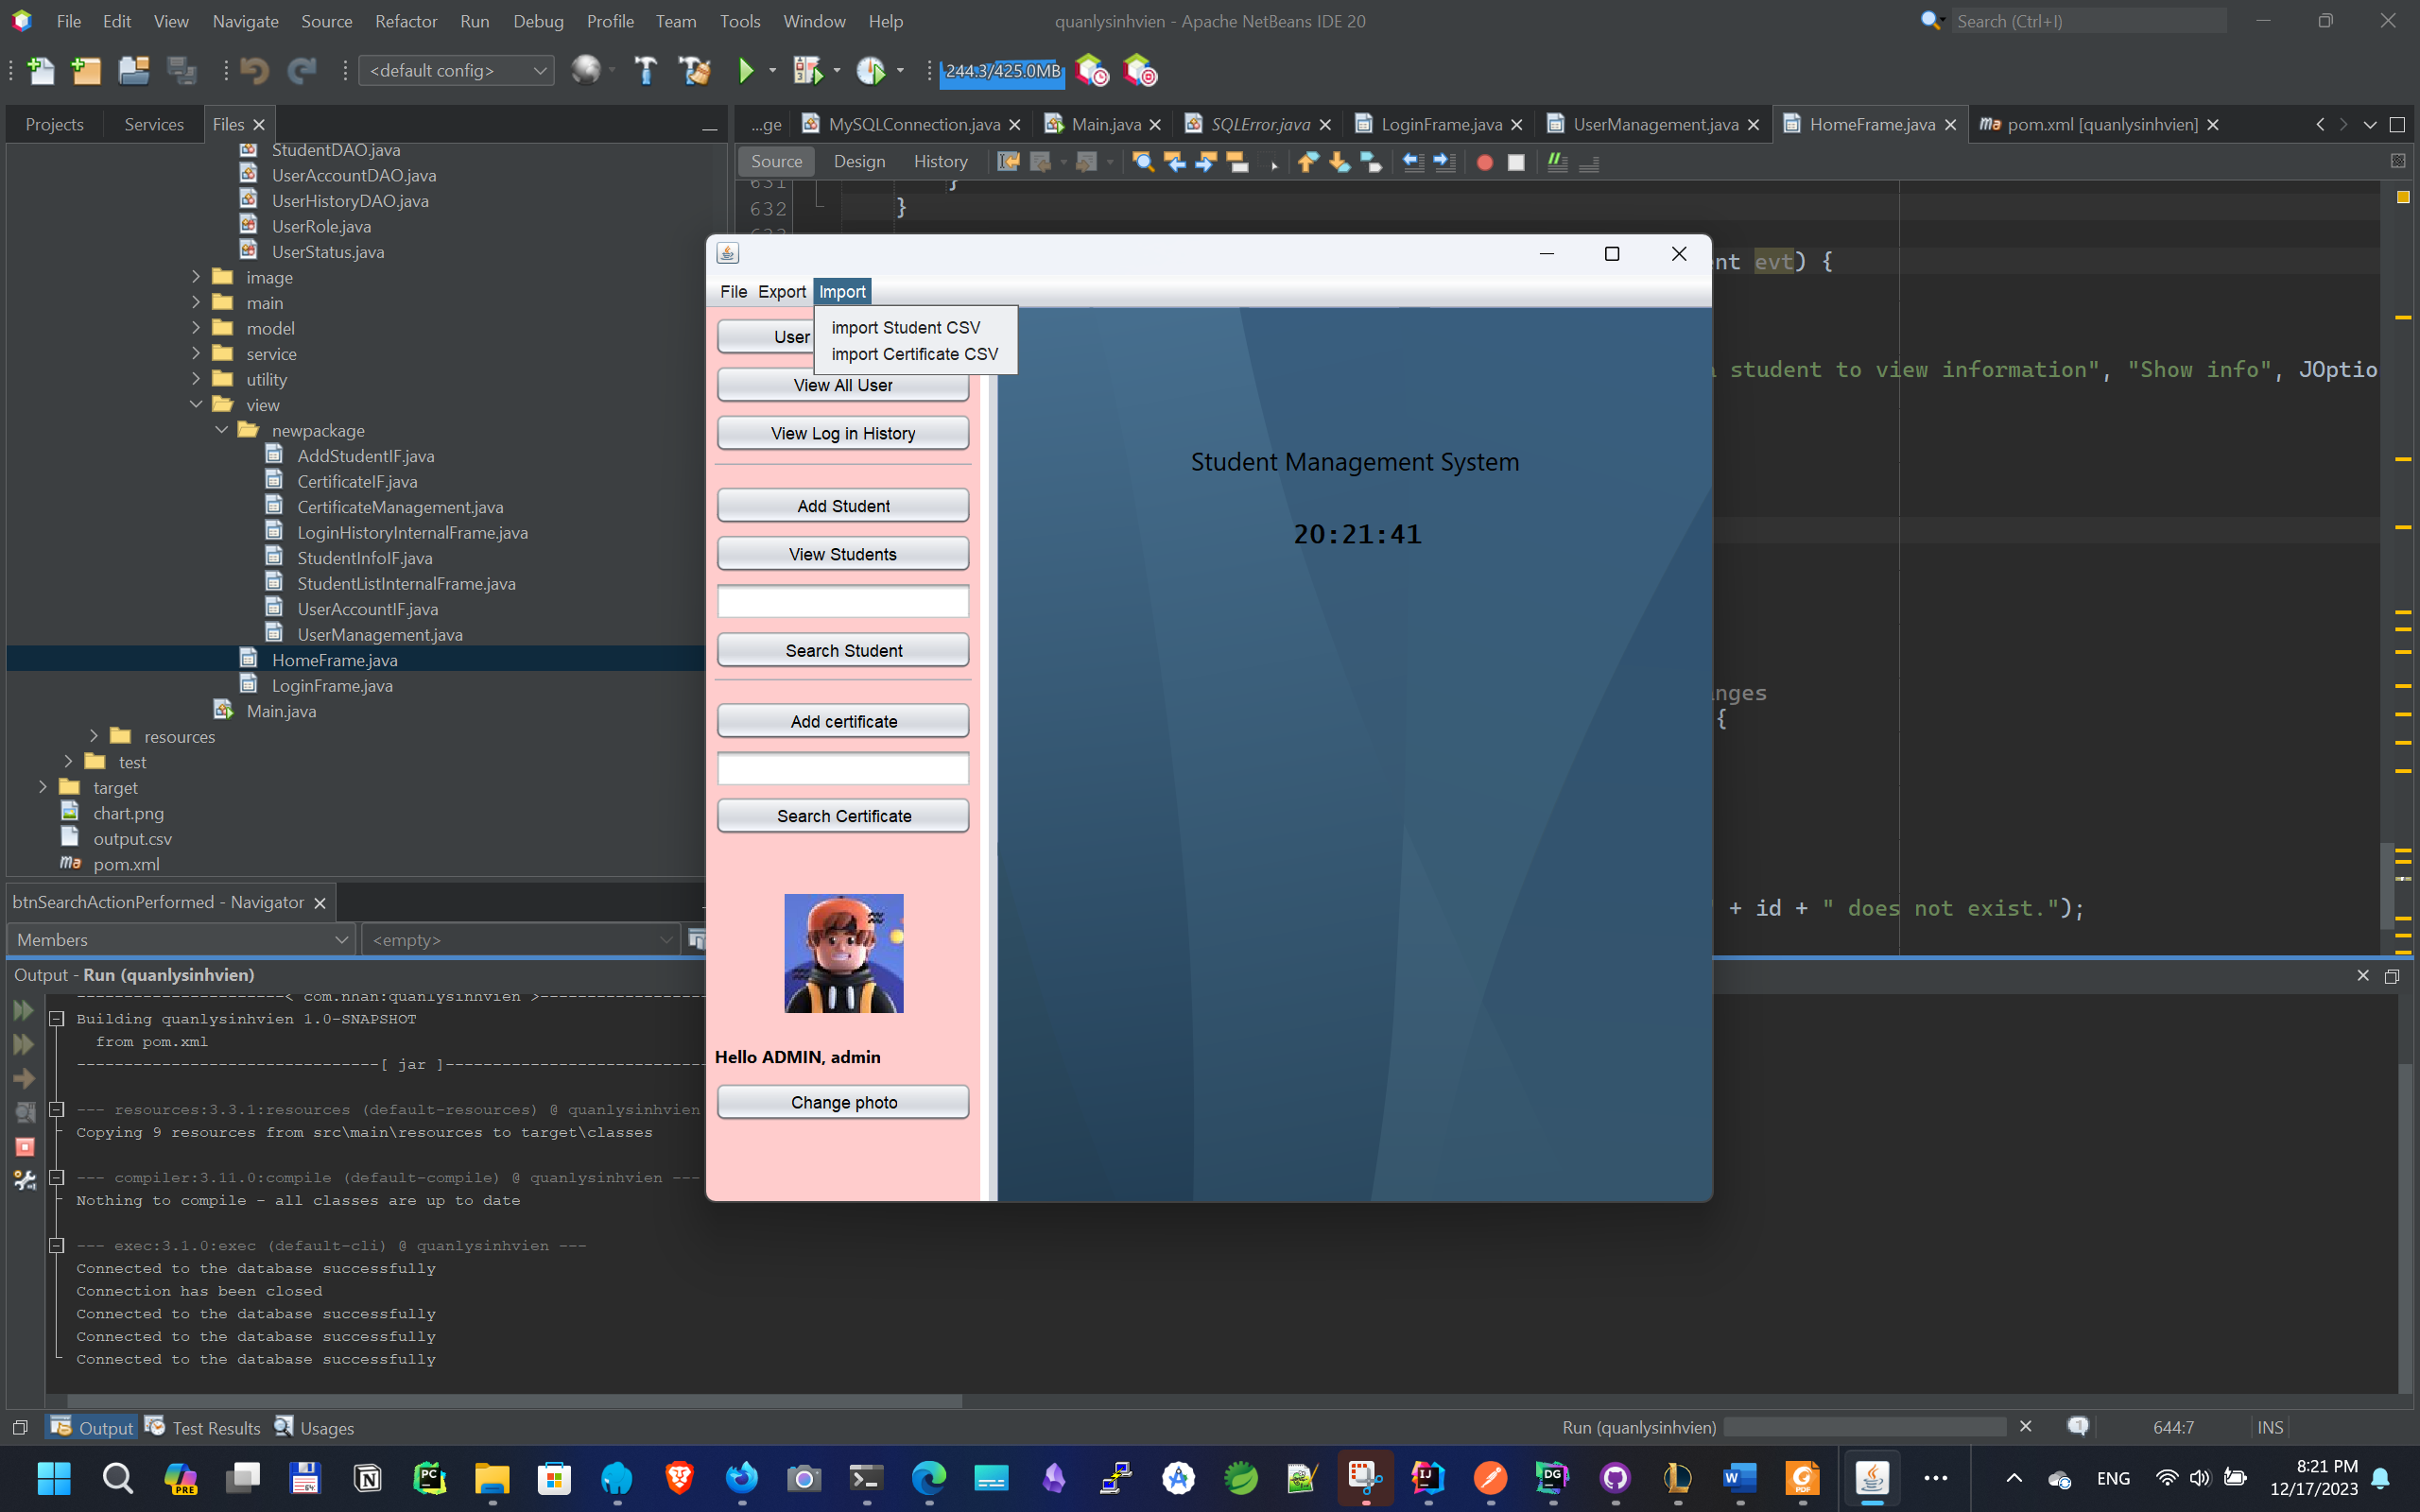 File Edit View Navigate Source Refactor Run Debug Profile Team Tools Window Help
quanlysinhvien - Apache NetBeans IDE 20
Search (Ctrl+I)
<default config>
244.3/425.0MB
Projects Services Files
...ge MySQLConnection.java Main.java SQLError.java LoginFrame.java UserManagement.java HomeFrame.java pom.xml [quanlysinhvien]
Source Design History
StudentDAO.java
UserAccountDAO.java
UserHistoryDAO.java
UserRole.java
UserStatus.java
image
main
model
service
utility
view
newpackage
AddStudentIF.java
CertificateIF.java
CertificateManagement.java
LoginHistoryInternalFrame.java
StudentInfoIF.java
StudentListInternalFrame.java
UserAccountIF.java
UserManagement.java
HomeFrame.java
LoginFrame.java
Main.java
resources
test
target
chart.png
output.csv
pom.xml
631 }
632 }
evt) {
student to view information", "Show info", JOptio
{
+ id + " does not exist.");
File Export Import
import Student CSV
import Certificate CSV
User
View All User
View Log in History
Add Student
View Students
Search Student
Add certificate
Search Certificate
Hello ADMIN, admin
Change photo
Student Management System
20:21:41
btnSearchActionPerformed - Navigator
Members <empty>
Output - Run (quanlysinhvien)
---------------------< com.nhan:quanlysinhvien >------------------
Building quanlysinhvien 1.0-SNAPSHOT
from pom.xml
--------------------------------[ jar ]----------------------------
--- resources:3.3.1:resources (default-resources) @ quanlysinhvien
Copying 9 resources from src\main\resources to target\classes
--- compiler:3.11.0:compile (default-compile) @ quanlysinhvien ---
Nothing to compile - all classes are up to date
--- exec:3.1.0:exec (default-cli) @ quanlysinhvien ---
Connected to the database successfully
Connection has been closed
Connected to the database successfully
Connected to the database successfully
Connected to the database successfully
Output Test Results Usages
Run (quanlysinhvien)
1
644:7 INS
ENG
8:21 PM
12/17/2023